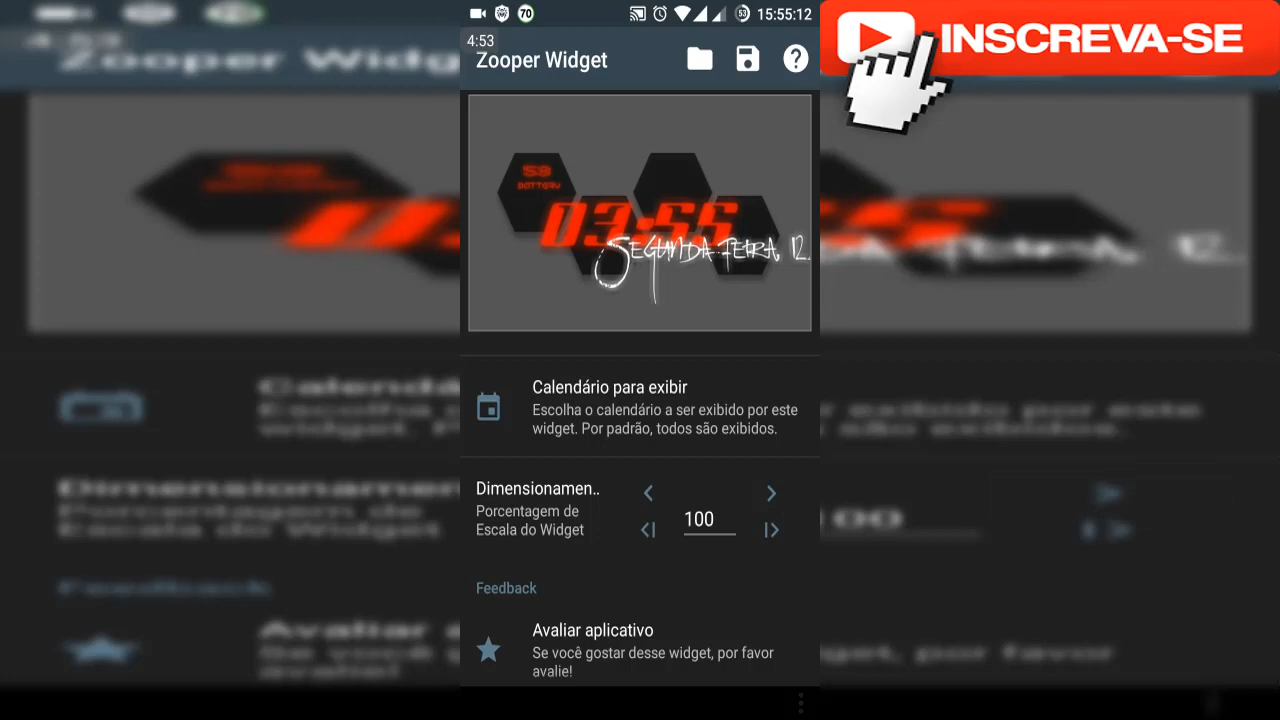 70
53
15:55:12
4:53
Zooper Widget
INSCREVA-SE
58
BATTERY
03:55
SEGUNDA-FEIRA, 12.
Calendário para exibir
Escolha o calendário a ser exibido por este
widget. Por padrão, todos são exibidos.
Dimensionamen..
Porcentagem de
Escala do Widget
100
Feedback
Avaliar aplicativo
Se você gostar desse widget, por favor
avalie!